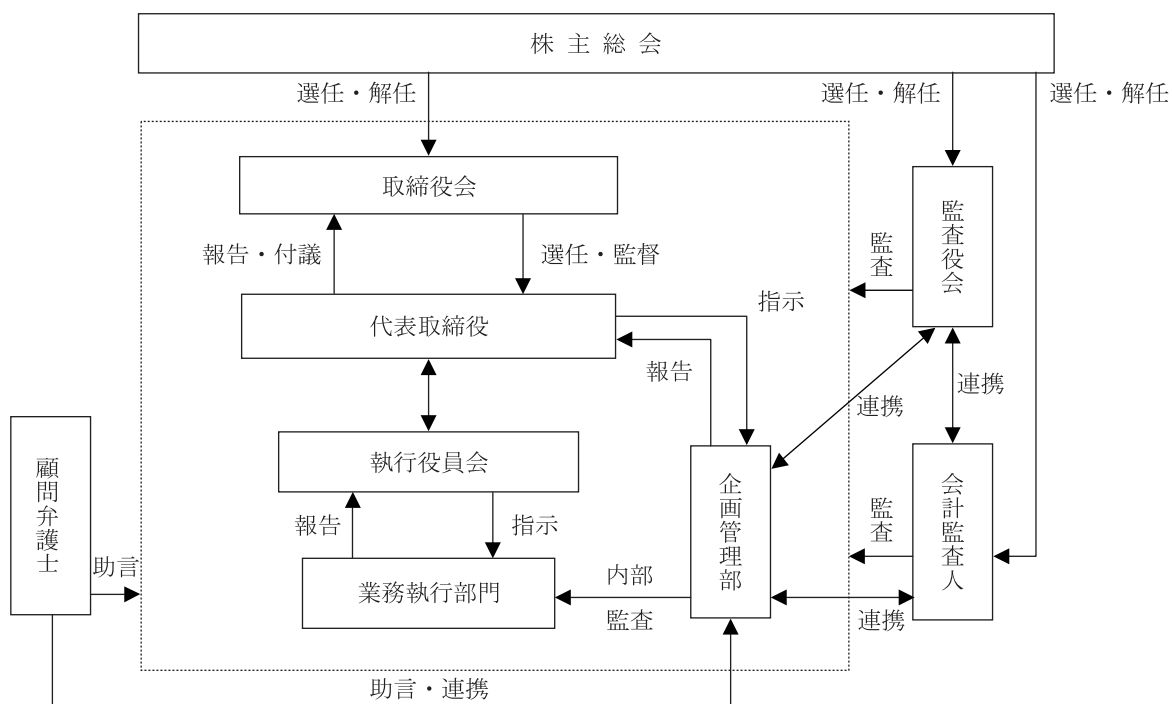 株主総会
選任・解任
選任・解任
選任・解任
取締役会
監査役会
監査
報告・付議
選任・監督
指示
代表取締役
報告
連携
連携
執行役員会
顧問弁護士
企画管理部
会計監査人
監査
報告
指示
助言
業務執行部門
内部
監査
連携
助言・連携